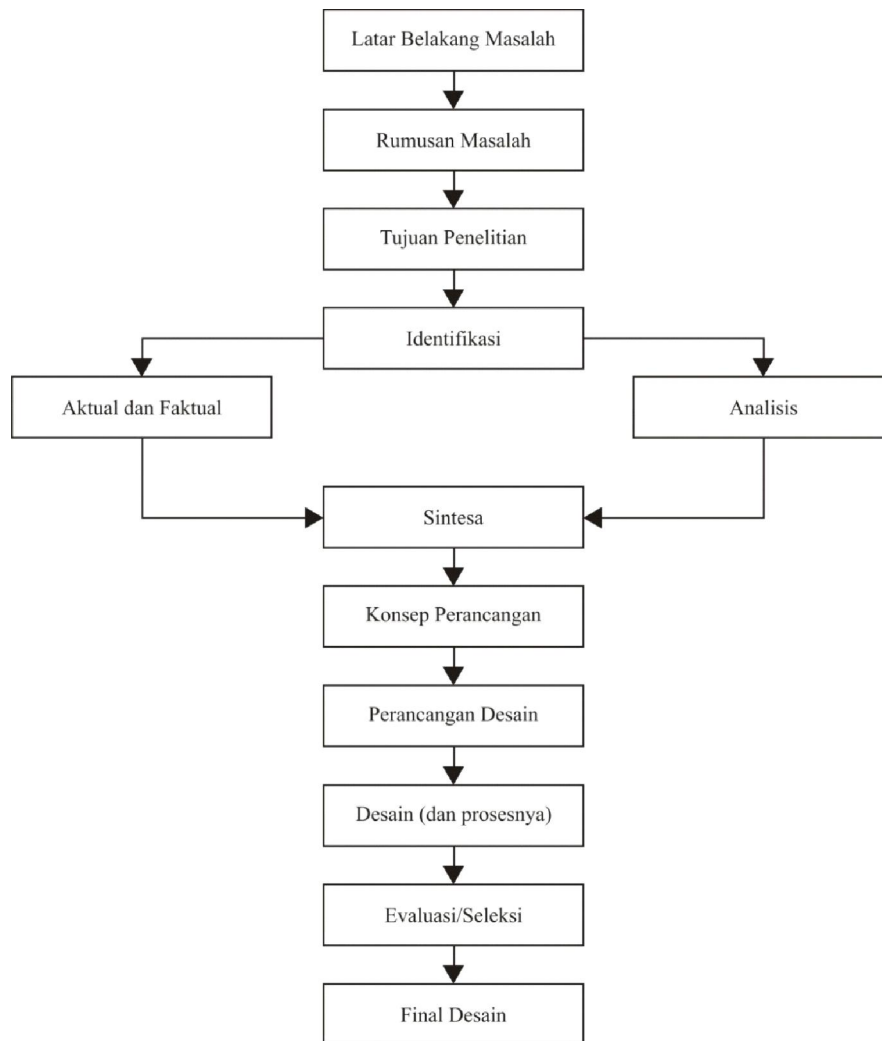 Latar Belakang Masalah
Rumusan Masalah
Tujuan Penelitian
Identifikasi
Aktual dan Faktual
Analisis
Sintesa
Konsep Perancangan
Perancangan Desain
Desain (dan prosesnya)
Evaluasi/Seleksi
Final Desain